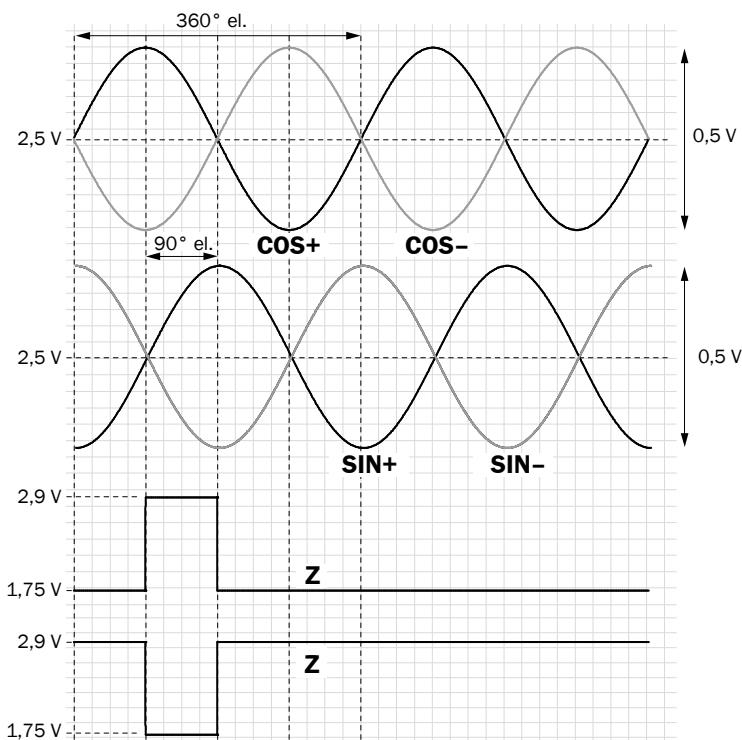 360° el.
2,5 V
0,5 V
COS+ COS–
90° el.
2,5 V
0,5 V
SIN+ SIN–
2,9 V
Z
1,75 V
2,9 V
Z
1,75 V